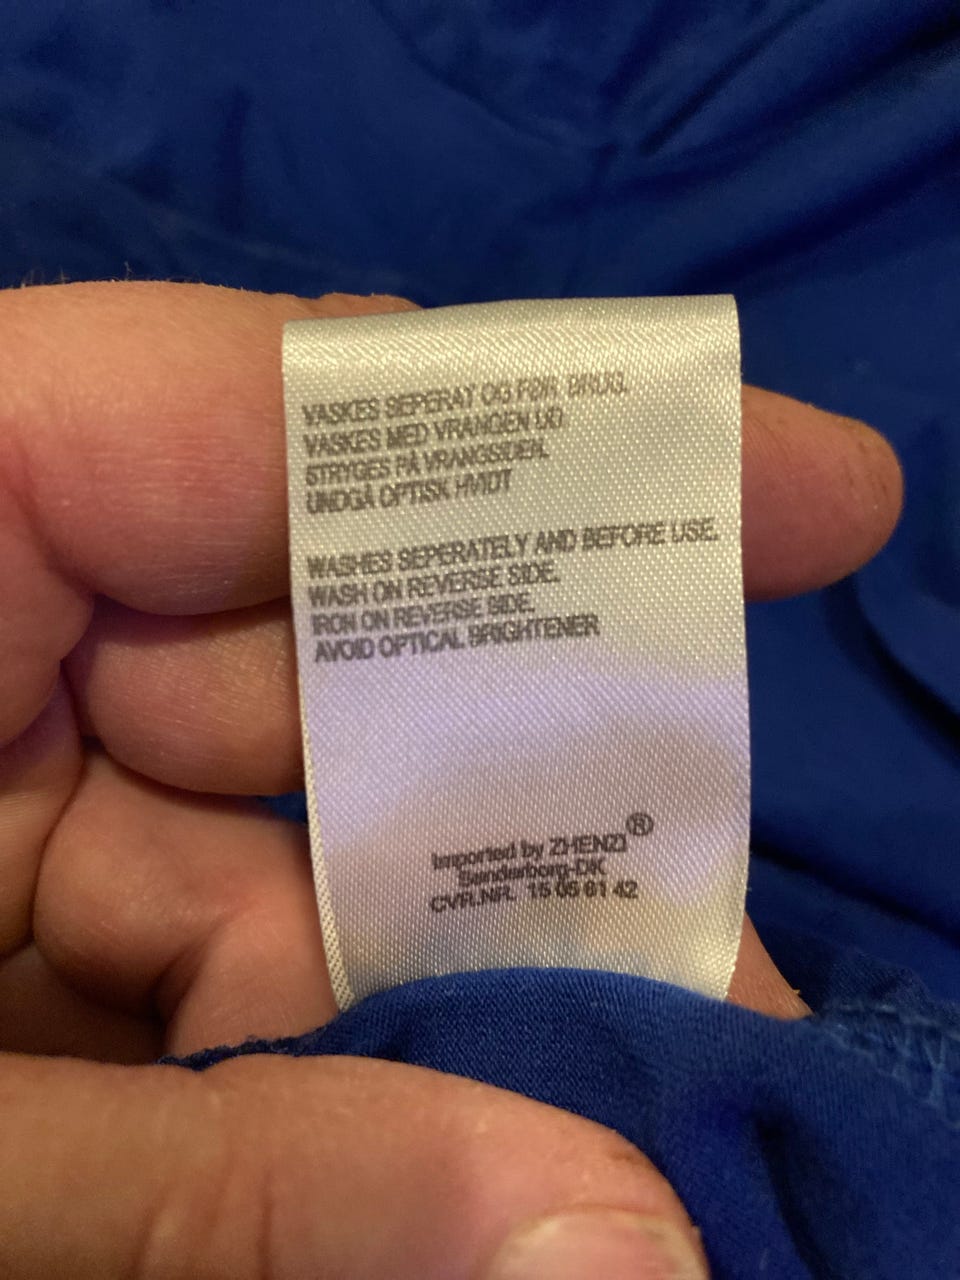 VASKES SEPERAT OG FØR BRUG.
VASKES MED VRANGEN UD
STRYGES PÅ VRANGSIDEN.
UNDGÅ OPTISK HVIDT
WASHES SEPERATELY AND BEFORE USE.
WASH ON REVERSE SIDE.
IRON ON REVERSE SIDE.
AVOID OPTICAL BRIGHTENER
Imported by ZHENZI®
Sønderborg-DK
CVR.NR. 15 05 01 42